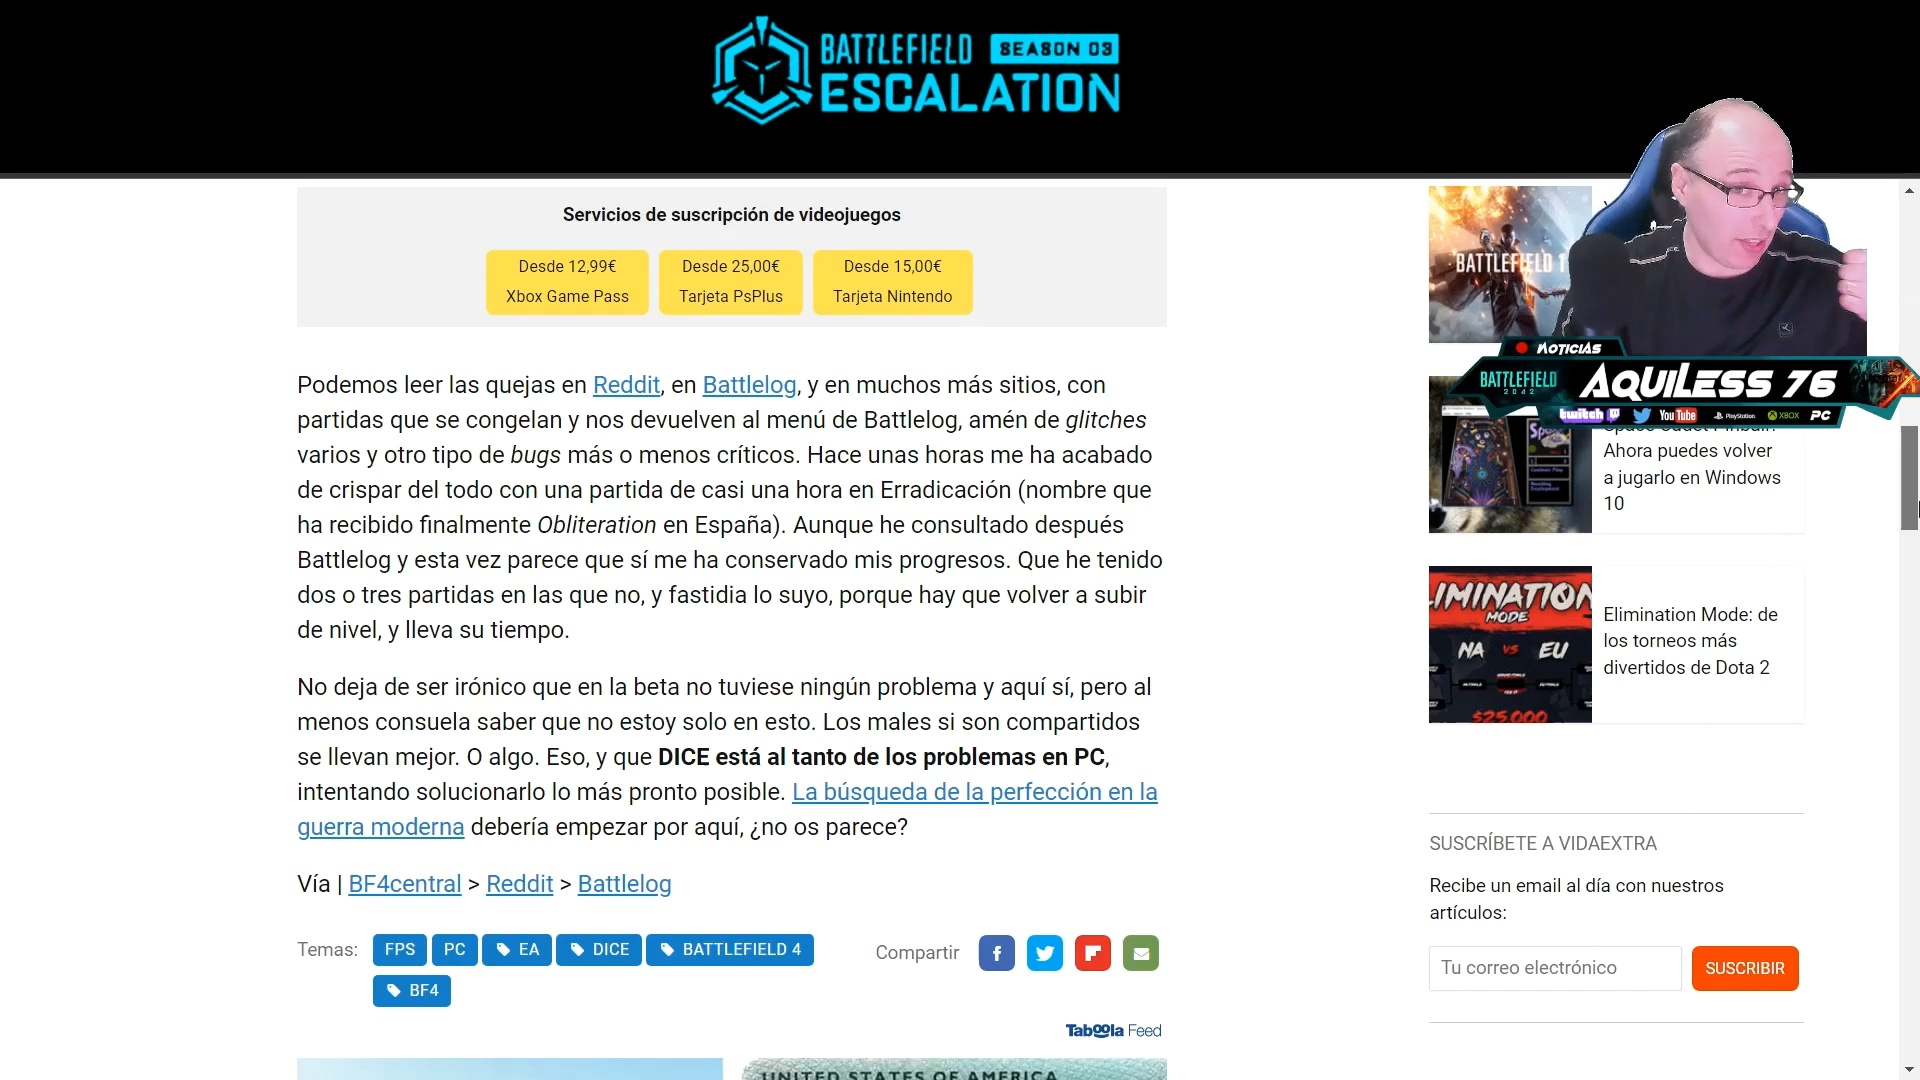 BATTLEFIELD SEASON 03
ESCALATION
Servicios de suscripción de videojuegos
Desde 12,99€
Xbox Game Pass
Desde 25,00€
Tarjeta PsPlus
Desde 15,00€
Tarjeta Nintendo
Podemos leer las quejas en Reddit, en Battlelog, y en muchos más sitios, con
partidas que se congelan y nos devuelven al menú de Battlelog, amén de glitches
varios y otro tipo de bugs más o menos críticos. Hace unas horas me ha acabado
de crispar del todo con una partida de casi una hora en Erradicación (nombre que
ha recibido finalmente Obliteration en España). Aunque he consultado después
Battlelog y esta vez parece que sí me ha conservado mis progresos. Que he tenido
dos o tres partidas en las que no, y fastidia lo suyo, porque hay que volver a subir
de nivel, y lleva su tiempo.
No deja de ser irónico que en la beta no tuviese ningún problema y aquí sí, pero al
menos consuela saber que no estoy solo en esto. Los males si son compartidos
se llevan mejor. O algo. Eso, y que DICE está al tanto de los problemas en PC,
intentando solucionarlo lo más pronto posible. La búsqueda de la perfección en la
guerra moderna debería empezar por aquí, ¿no os parece?
Vía | BF4central > Reddit > Battlelog
Temas: FPS PC EA DICE BATTLEFIELD 4
BF4
Compartir
Taboola Feed
UNITED STATES OF AMERICA
BATTLEFIELD 1
NOTICIAS
BATTLEFIELD
2042
AQUILESS 76
twitch YouTube PlayStation XBOX PC
Space Cadet Pinball:
Ahora puedes volver
a jugarlo en Windows
10
LIMINATION
MODE
NA VS EU
$25.000
Elimination Mode: de
los torneos más
divertidos de Dota 2
SUSCRÍBETE A VIDAEXTRA
Recibe un email al día con nuestros
artículos:
Tu correo electrónico
SUSCRIBIR